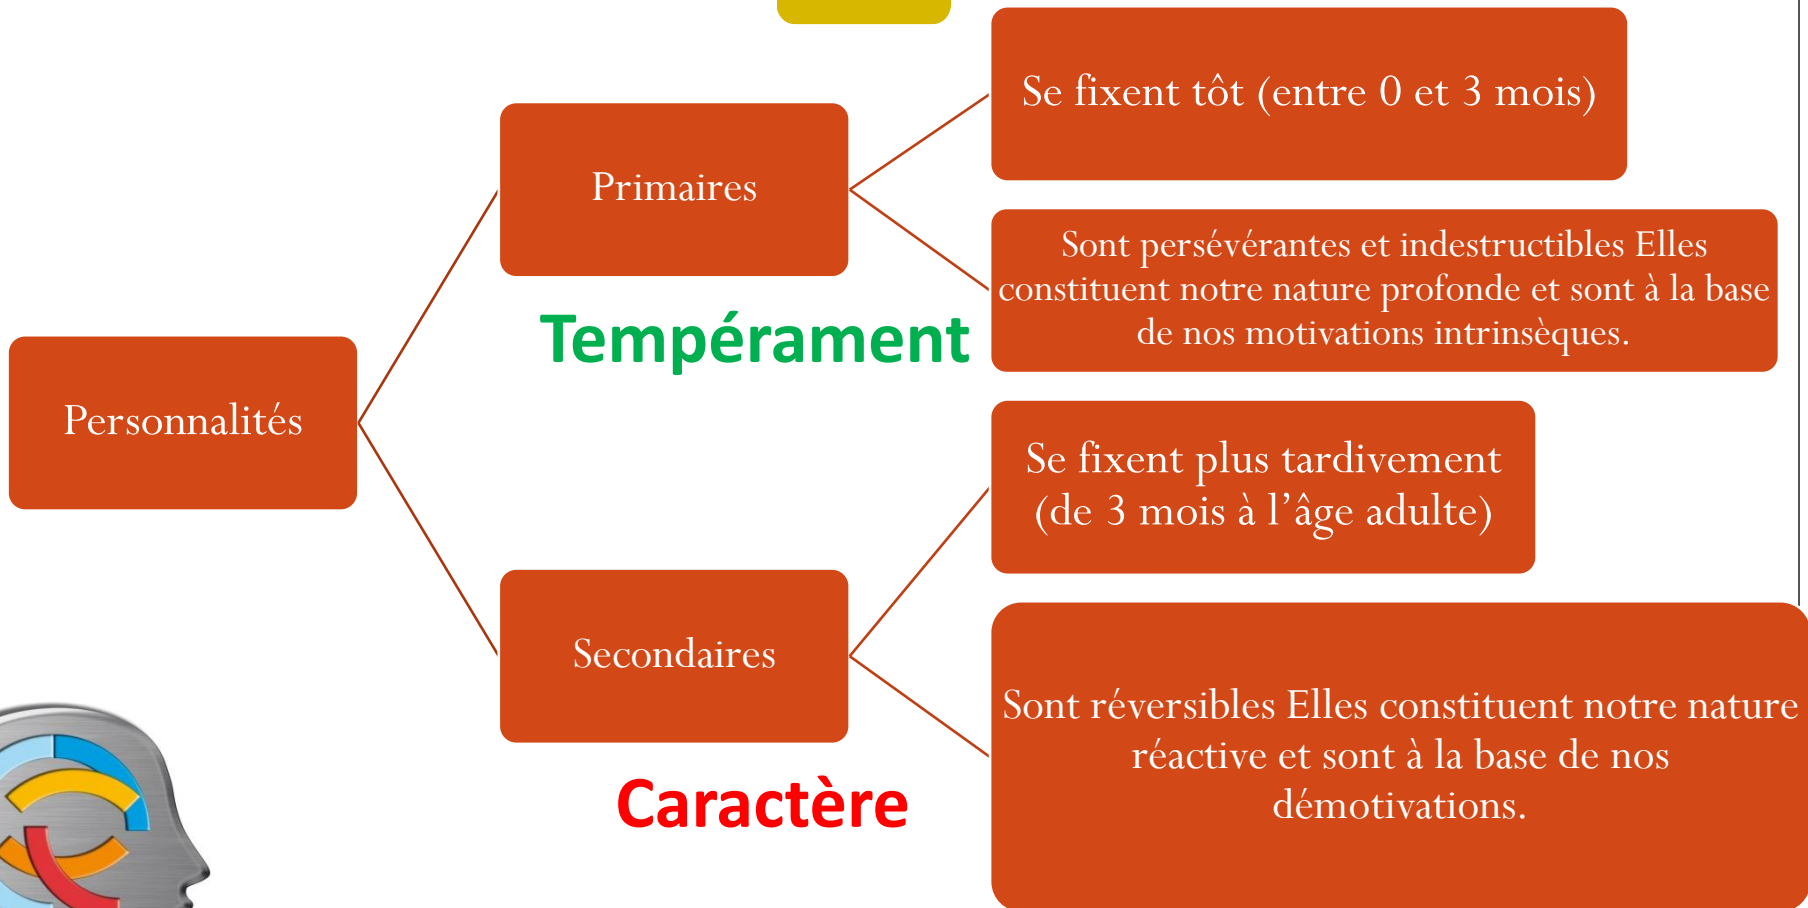 Se fixent tôt (entre 0 et 3 mois)
Primaires
Sont persévérantes et indestructibles Elles
constituent notre nature profonde et sont à la base
de nos motivations intrinsèques.
Tempérament
Personnalités
Se fixent plus tardivement
(de 3 mois à l’âge adulte)
Secondaires
Sont réversibles Elles constituent notre nature
réactive et sont à la base de nos
démotivations.
Caractère